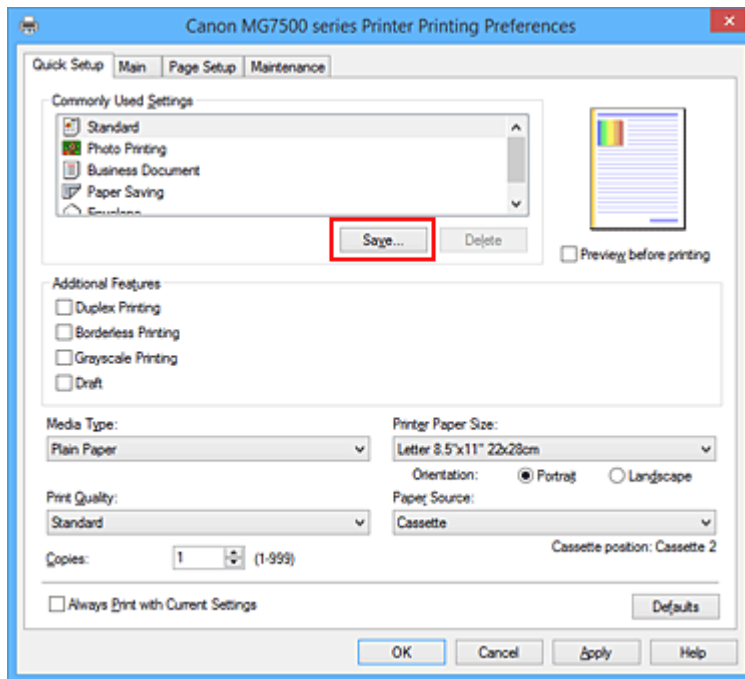 Canon MG7500 series Printer Printing Preferences
Quick Setup Main Page Setup Maintenance
Commonly Used Settings
Standard
Photo Printing
Business Document
Paper Saving
Envelope
Save... Delete
Preview before printing
Additional Features
Duplex Printing
Borderless Printing
Grayscale Printing
Draft
Media Type: Printer Paper Size:
Plain Paper Letter 8.5"x11" 22x28cm
Orientation: Portrait Landscape
Print Quality: Paper Source:
Standard Cassette
Cassette position: Cassette 2
Copies: 1 (1-999)
Always Print with Current Settings Defaults
OK Cancel Apply Help